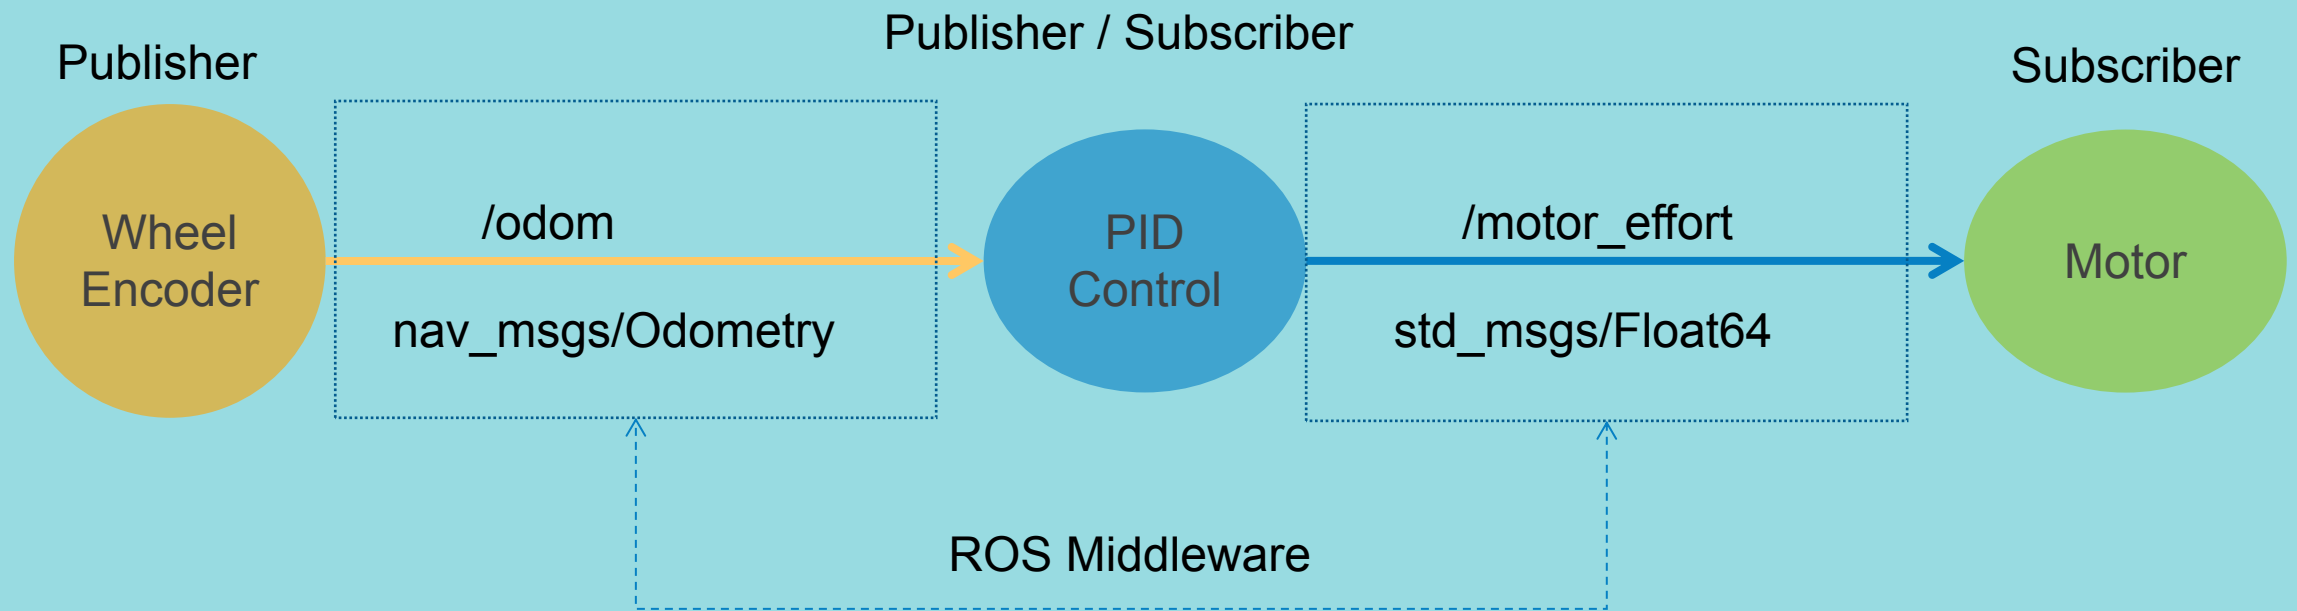 Publisher / Subscriber
Publisher
Subscriber
Wheel
Encoder
/odom
nav_msgs/Odometry
PID
Control
/motor_effort
std_msgs/Float64
Motor
ROS Middleware